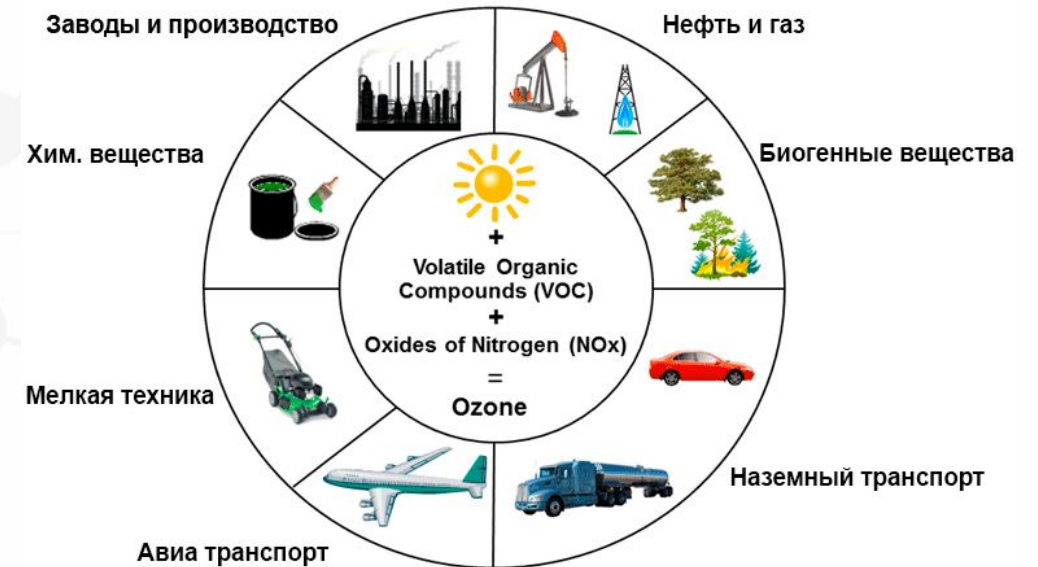 Заводы и производство
Нефть и газ
Хим. вещества
Биогенные вещества
+
Volatile Organic
Compounds (VOC)
+
Oxides of Nitrogen (NOx)
=
Ozone
Мелкая техника
Наземный транспорт
Авиа транспорт